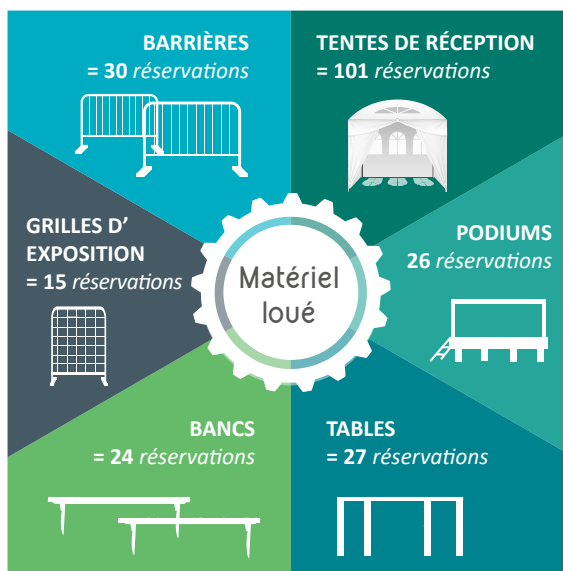 BARRIÈRES
= 30 réservations
TENTES DE RÉCEPTION
= 101 réservations
GRILLES D’
EXPOSITION
= 15 réservations
PODIUMS
26 réservations
Matériel
loué
BANCS
= 24 réservations
TABLES
= 27 réservations